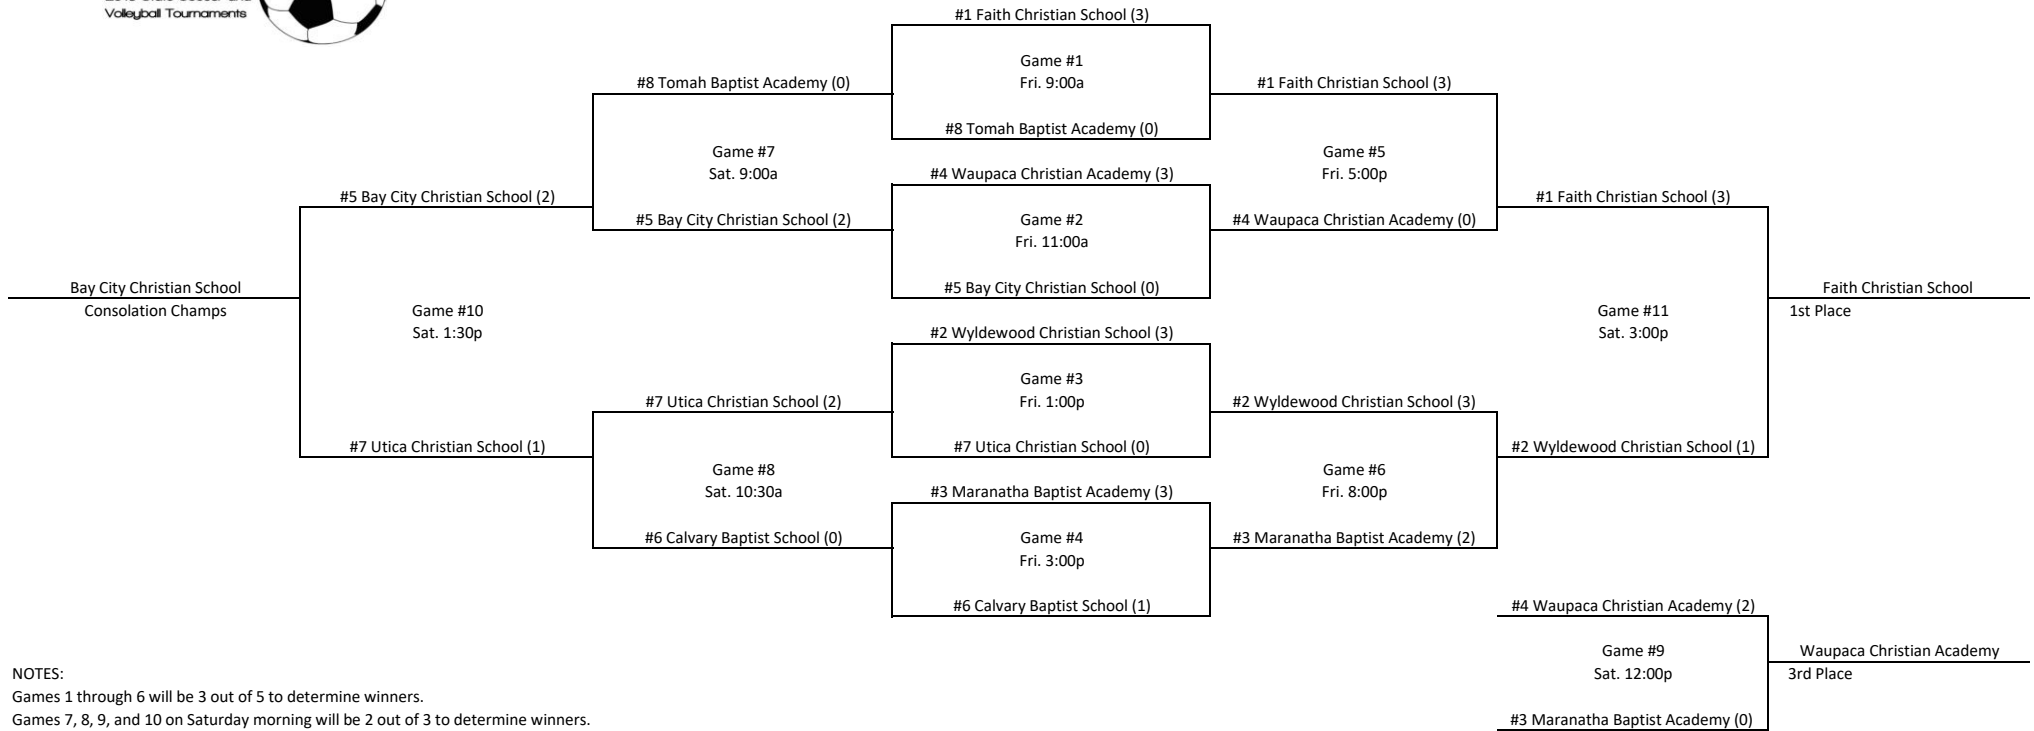 Volleyball Tournaments
#1 Faith Christian School (3)
Game #1
Fri. 9:00a
#8 Tomah Baptist Academy (0)
#1 Faith Christian School (3)
#8 Tomah Baptist Academy (0)
Game #7
Sat. 9:00a
Game #5
Fri. 5:00p
#4 Waupaca Christian Academy (3)
#5 Bay City Christian School (2)
#1 Faith Christian School (3)
#5 Bay City Christian School (2)
Game #2
Fri. 11:00a
#4 Waupaca Christian Academy (0)
Bay City Christian School
Consolation Champs
#5 Bay City Christian School (0)
Faith Christian School
1st Place
Game #10
Sat. 1:30p
Game #11
Sat. 3:00p
#2 Wyldewood Christian School (3)
Game #3
Fri. 1:00p
#7 Utica Christian School (2)
#2 Wyldewood Christian School (3)
#7 Utica Christian School (1)
#7 Utica Christian School (0)
#2 Wyldewood Christian School (1)
Game #8
Sat. 10:30a
Game #6
Fri. 8:00p
#3 Maranatha Baptist Academy (3)
#6 Calvary Baptist School (0)
Game #4
Fri. 3:00p
#3 Maranatha Baptist Academy (2)
#6 Calvary Baptist School (1)
#4 Waupaca Christian Academy (2)
Game #9
Sat. 12:00p
Waupaca Christian Academy
3rd Place
#3 Maranatha Baptist Academy (0)
NOTES:
Games 1 through 6 will be 3 out of 5 to determine winners.
Games 7, 8, 9, and 10 on Saturday morning will be 2 out of 3 to determine winners.